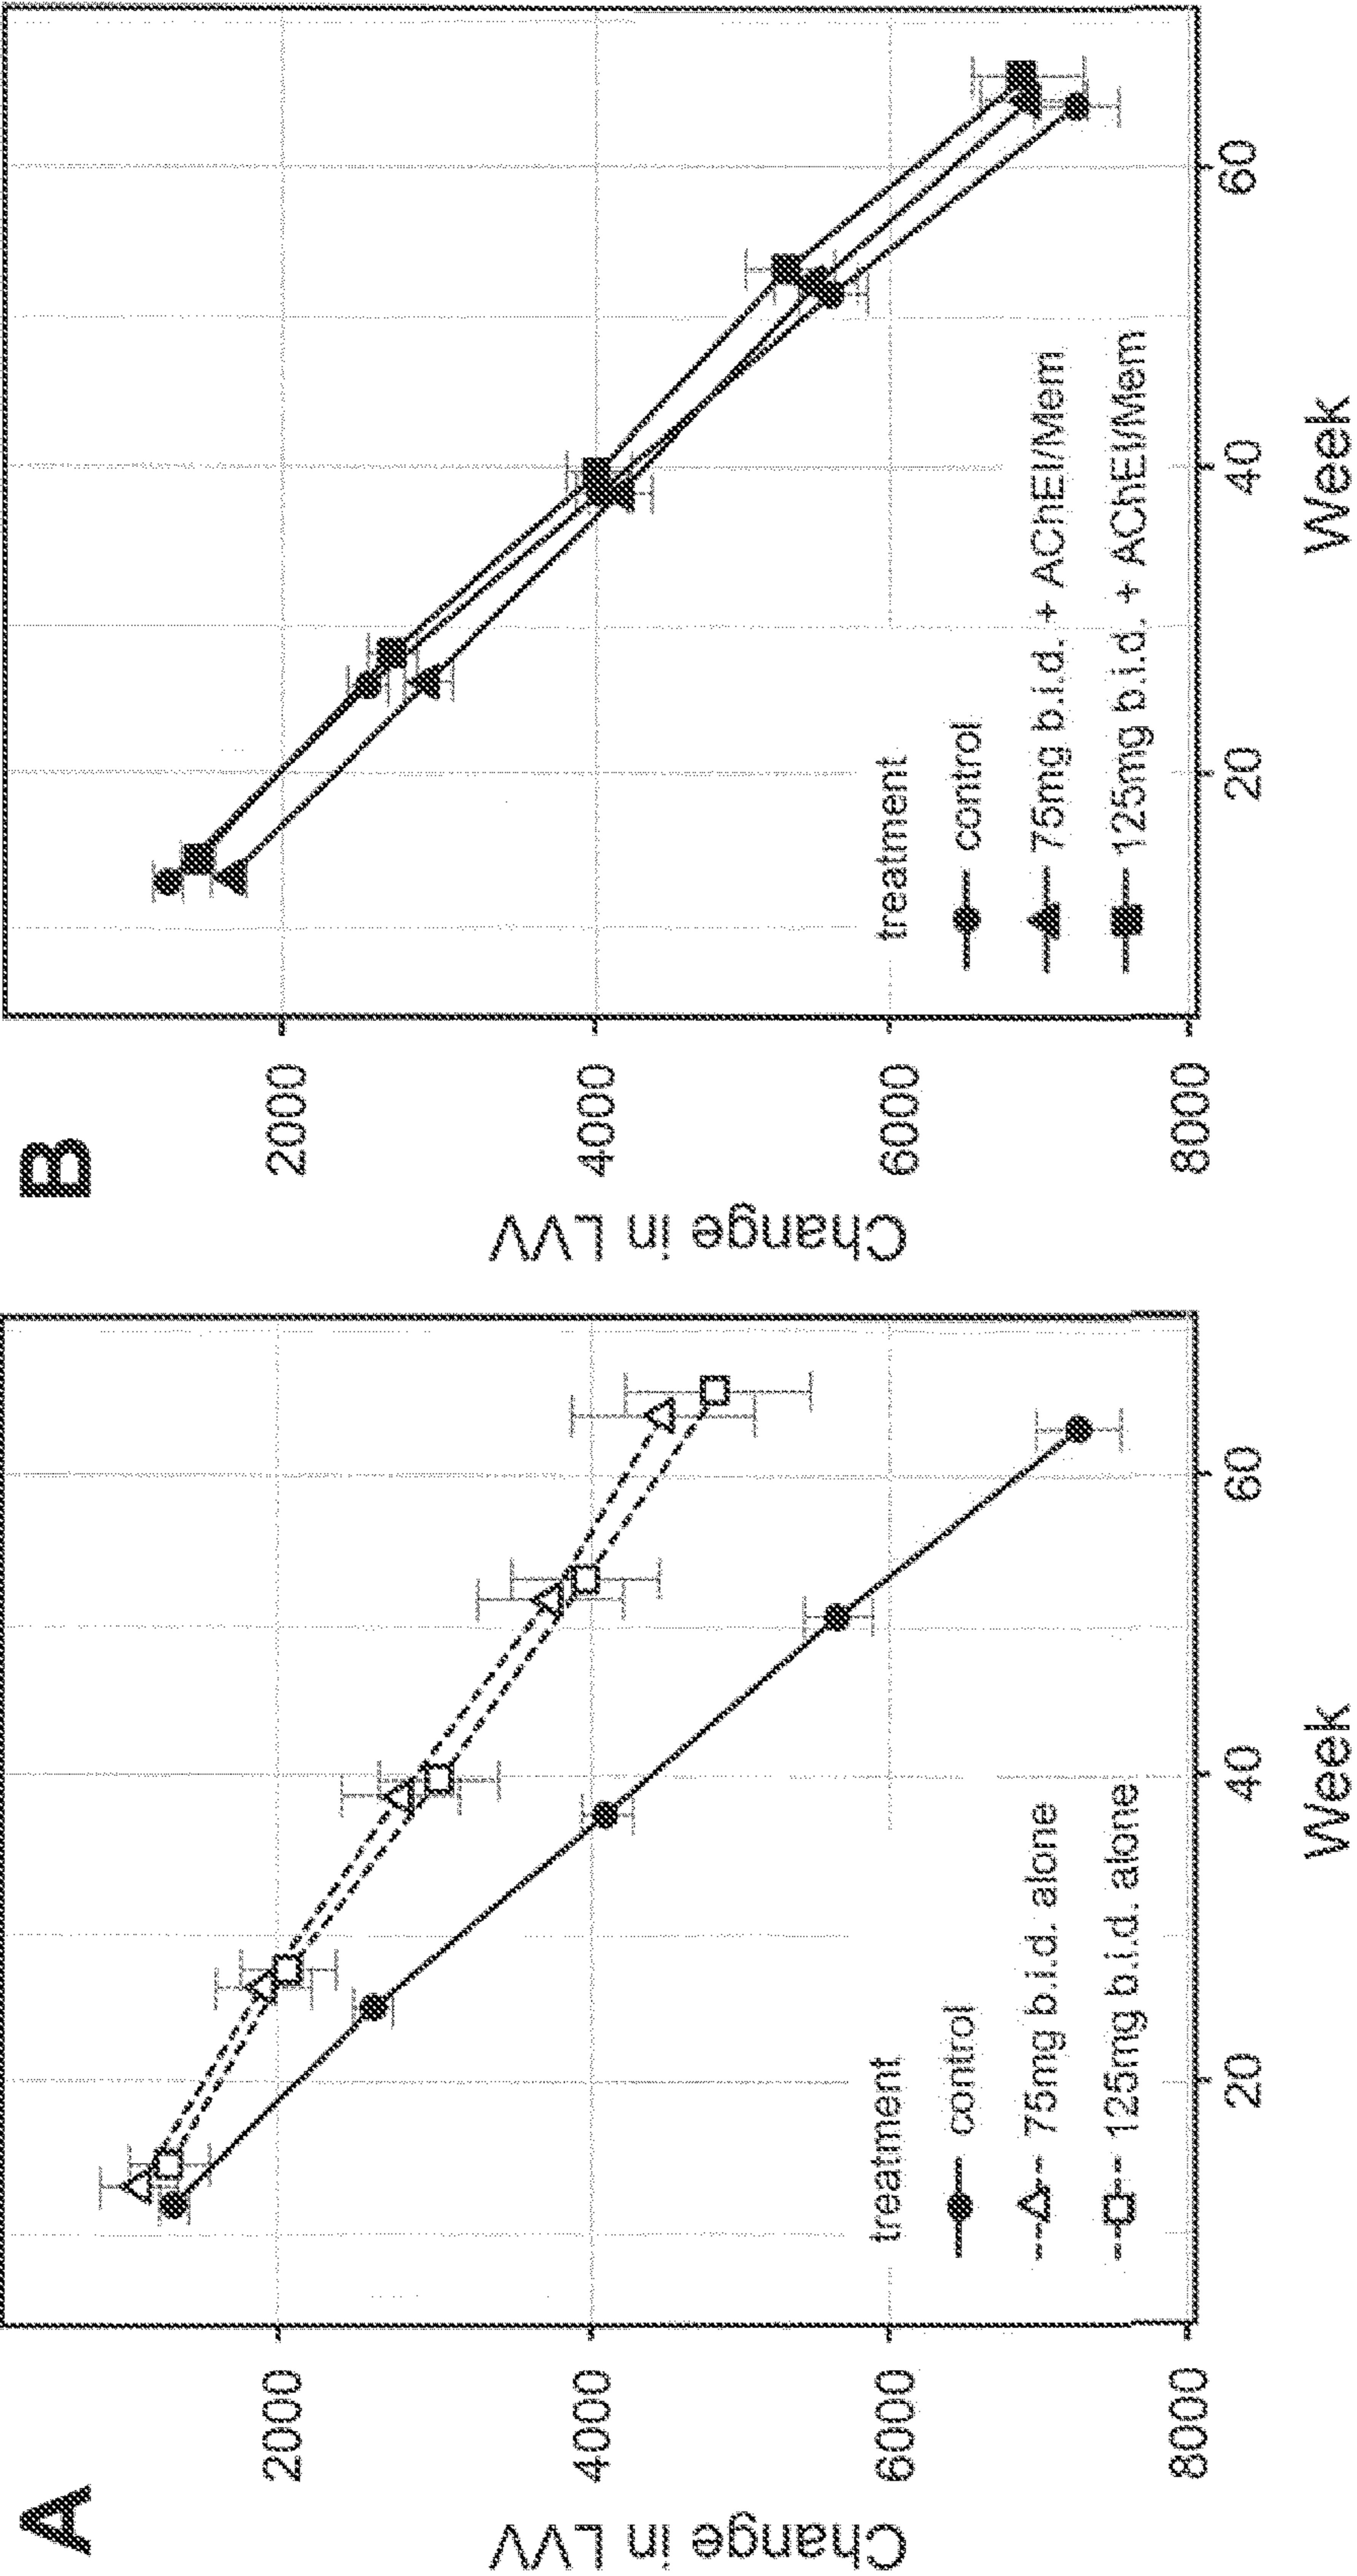 A
Change in LVV
2000
4000
6000
8000
treatment
control
75mg b.i.d. alone
125mg b.i.d. alone
20
40
60
Week
B
Change in LVV
2000
4000
6000
8000
treatment
control
75mg b.i.d. + AChEI/Mem
125mg b.i.d. + AChEI/Mem
20
40
60
Week